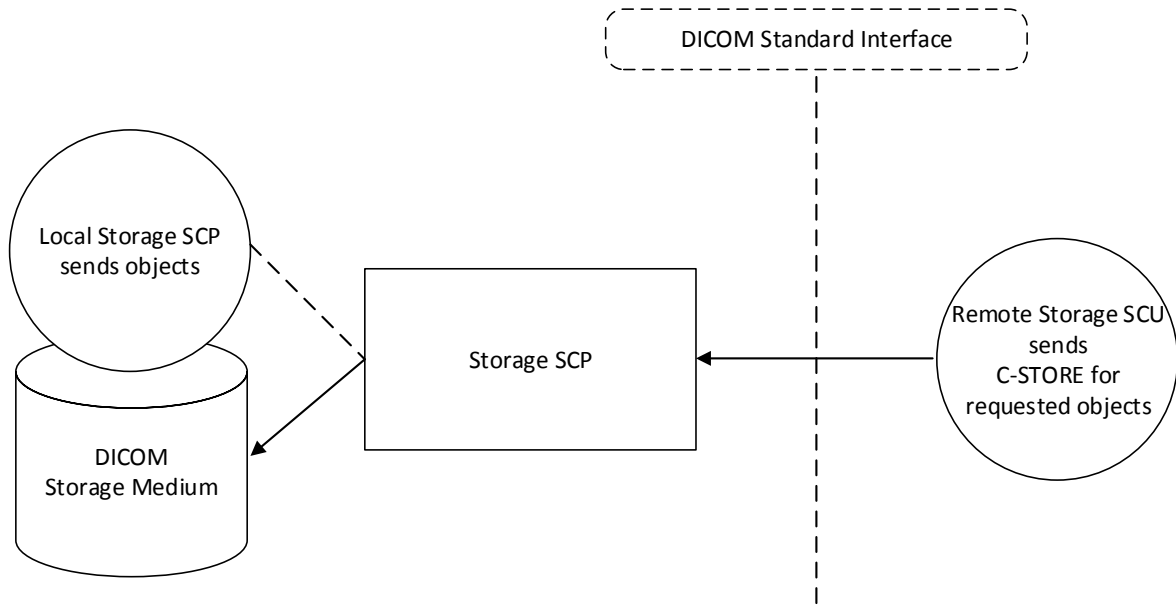 DICOM Standard Interface
Local Storage SCP
sends objects
Storage SCP
Remote Storage SCU
sends
C-STORE for
requested objects
DICOM
Storage Medium